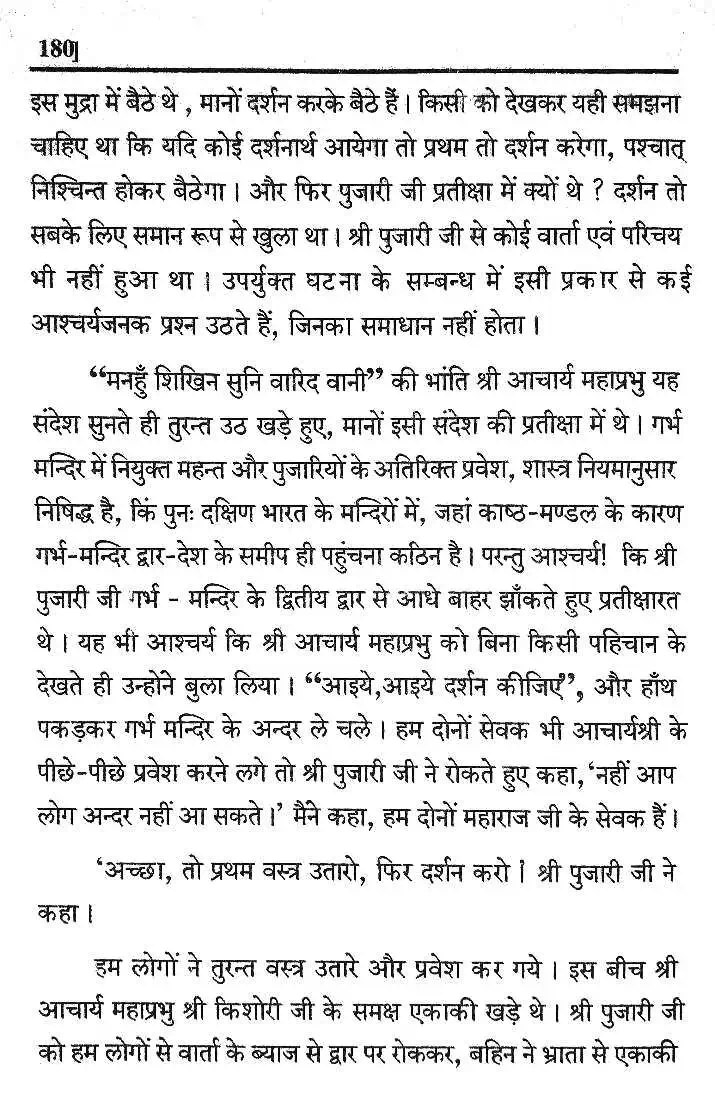 180]
इस मुद्रा में बैठे थे , मानों दर्शन करके बैठे हैं । किसी को देखकर यही समझना
चाहिए था कि यदि कोई दर्शनार्थ आयेगा तो प्रथम तो दर्शन करेगा, पश्चात्
निश्चिन्त होकर बैठेगा । और फिर पुजारी जी प्रतीक्षा में क्यों थे ? दर्शन तो
सबके लिए समान रूप से खुला था । श्री पुजारी जी से कोई वार्ता एवं परिचय
भी नहीं हुआ था । उपर्युक्त घटना के सम्बन्ध में इसी प्रकार से कई
आश्चर्यजनक प्रश्न उठते हैं, जिनका समाधान नहीं होता ।
“मनहुँ शिखिन सुनि वारिद वानी” की भांति श्री आचार्य महाप्रभु यह
संदेश सुनते ही तुरन्त उठ खड़े हुए, मानों इसी संदेश की प्रतीक्षा में थे । गर्भ
मन्दिर में नियुक्त महन्त और पुजारियों के अतिरिक्त प्रवेश, शास्त्र नियमानुसार
निषिद्ध है, किं पुनः दक्षिण भारत के मन्दिरों में, जहां काष्ठ-मण्डल के कारण
गर्भ-मन्दिर द्वार-देश के समीप ही पहुंचना कठिन है । परन्तु आश्चर्य! कि श्री
पुजारी जी गर्भ - मन्दिर के द्वितीय द्वार से आधे बाहर झाँकते हुए प्रतीक्षारत
थे । यह भी आश्चर्य कि श्री आचार्य महाप्रभु को बिना किसी पहिचान के
देखते ही उन्होंने बुला लिया । “आइये,आइये दर्शन कीजिएँ”, और हाँथ
पकड़कर गर्भ मन्दिर के अन्दर ले चले । हम दोनों सेवक भी आचार्यश्री के
पीछे-पीछे प्रवेश करने लगे तो श्री पुजारी जी ने रोकते हुए कहा,‘नहीं आप
लोग अन्दर नहीं आ सकते ।’ मैंने कहा, हम दोनों महाराज जी के सेवक हैं ।
‘अच्छा, तो प्रथम वस्त्र उतारो, फिर दर्शन करो । श्री पुजारी जी ने
कहा ।
हम लोगों ने तुरन्त वस्त्र उतारे और प्रवेश कर गये । इस बीच श्री
आचार्य महाप्रभु श्री किशोरी जी के समक्ष एकाकी खड़े थे । श्री पुजारी जी
को हम लोगों से वार्ता के ब्याज से द्वार पर रोककर, बहिन ने भ्राता से एकाकी